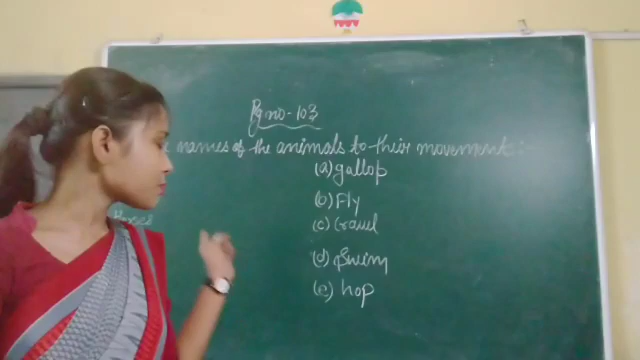 Pg no - 103
names of the animals to their movements:
(a) gallop
(b) Fly
(c) Crawl
(d) Swim
(e) hop